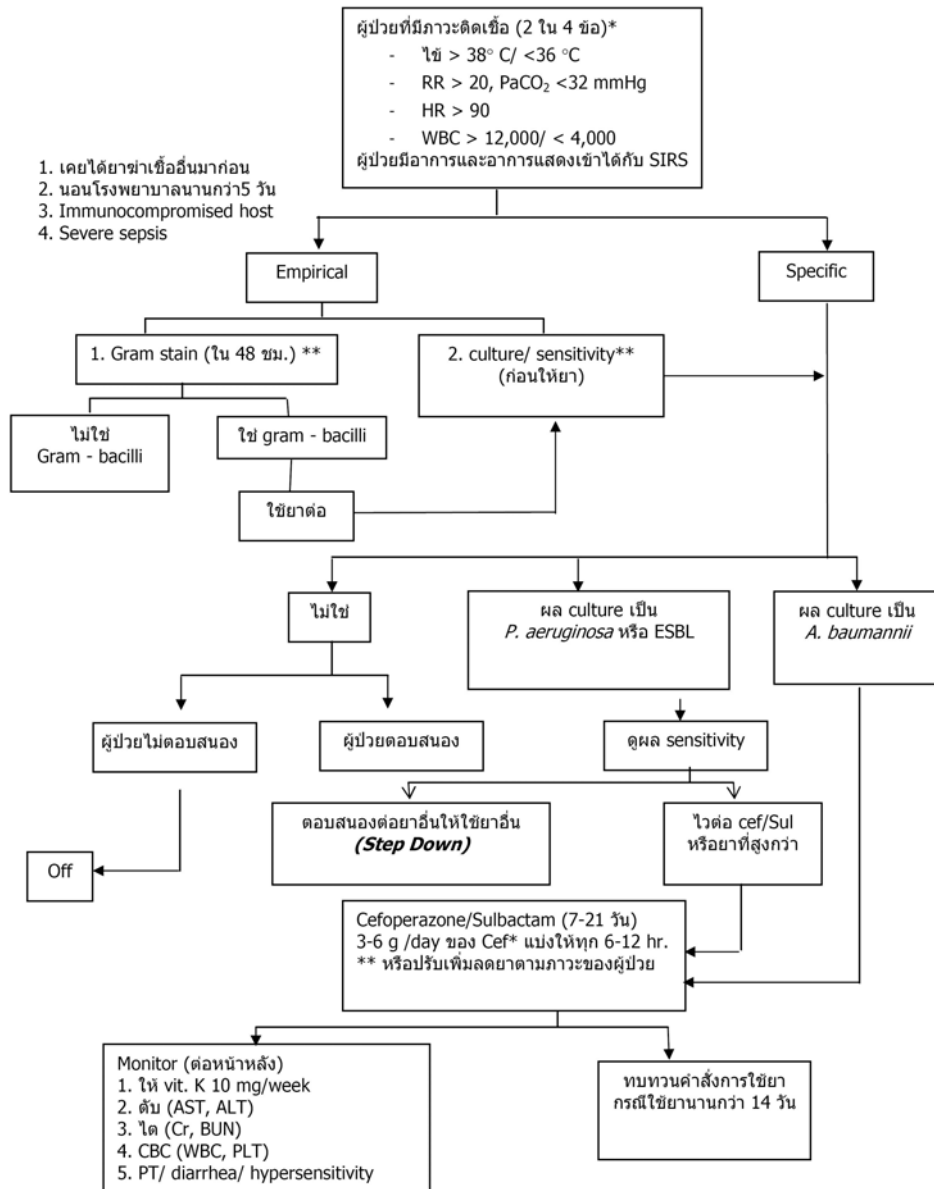 ผู้ป่วยที่มีภาวะติดเชื้อ (2 ใน 4 ข้อ)*
- ไข้ > 38° C/ <36 °C
- RR > 20, PaCO₂ <32 mmHg
- HR > 90
- WBC > 12,000/ < 4,000
ผู้ป่วยมีอาการและอาการแสดงเข้าได้กับ SIRS
1. เคยได้ยาฆ่าเชื้ออื่นมาก่อน
2. นอนโรงพยาบาลนานกว่า5 วัน
3. Immunocompromised host
4. Severe sepsis
Empirical
Specific
1. Gram stain (ใน 48 ชม.) **
2. culture/ sensitivity**
(ก่อนให้ยา)
ไม่ใช่
Gram - bacilli
ใช่ gram - bacilli
ใช้ยาต่อ
ไม่ใช่
ผล culture เป็น
P. aeruginosa หรือ ESBL
ผล culture เป็น
A. baumannii
ผู้ป่วยไม่ตอบสนอง
ผู้ป่วยตอบสนอง
ดูผล sensitivity
ตอบสนองต่อยาอื่นให้ใช้ยาอื่น
(Step Down)
ไวต่อ cef/Sul
หรือยาที่สูงกว่า
Off
Cefoperazone/Sulbactam (7-21 วัน)
3-6 g /day ของ Cef* แบ่งให้ทุก 6-12 hr.
** หรือปรับเพิ่มลดยาตามภาวะของผู้ป่วย
Monitor (ต่อหน้าหลัง)
1. ให้ vit. K 10 mg/week
2. ตับ (AST, ALT)
3. ไต (Cr, BUN)
4. CBC (WBC, PLT)
5. PT/ diarrhea/ hypersensitivity
ทบทวนคำสั่งการใช้ยา
กรณีใช้ยานานกว่า 14 วัน